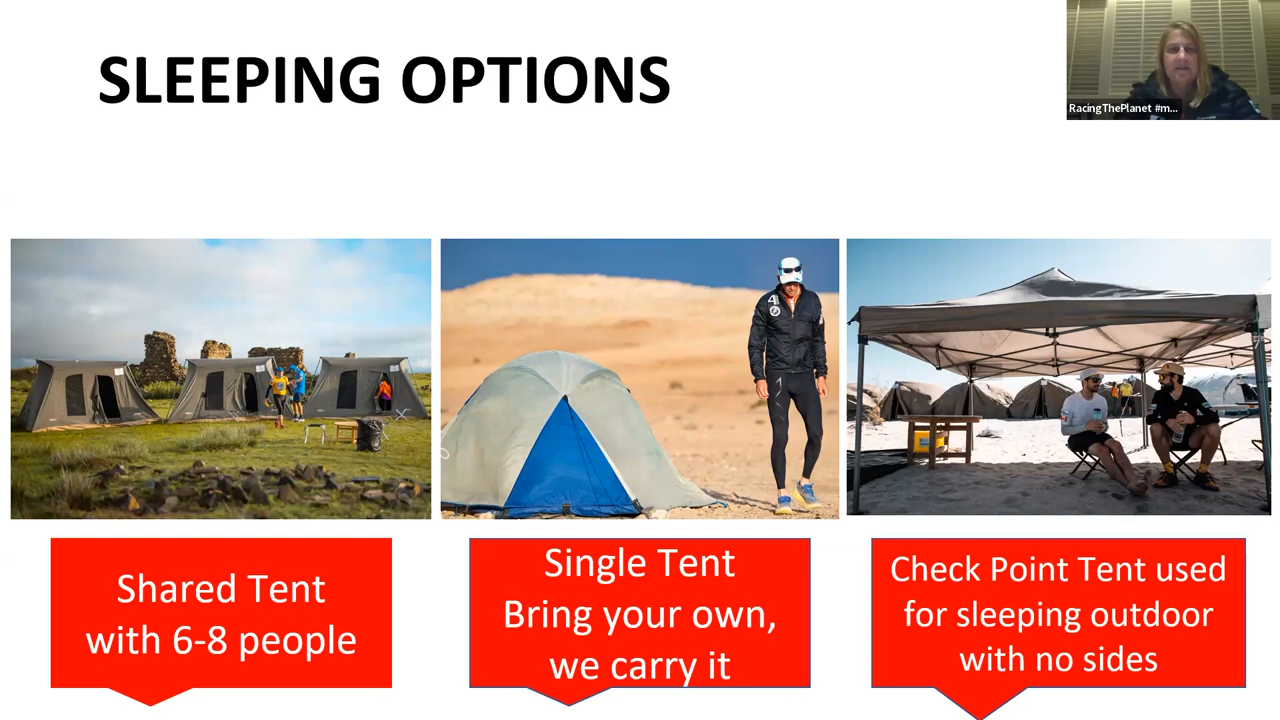 SLEEPING OPTIONS
RacingThePlanet #m...
4
Shared Tent
with 6-8 people
Single Tent
Bring your own,
we carry it
Check Point Tent used
for sleeping outdoor
with no sides